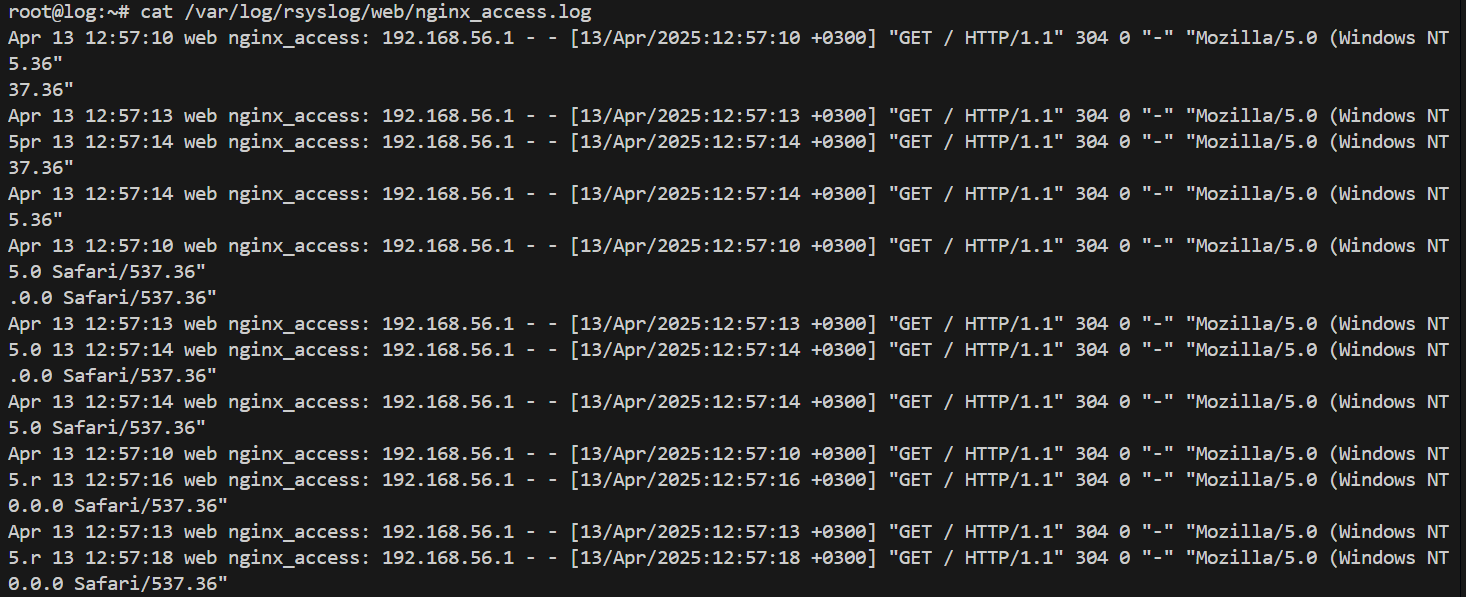 root@log:~# cat /var/log/rsyslog/web/nginx_access.log
Apr 13 12:57:10 web nginx_access: 192.168.56.1 - - [13/Apr/2025:12:57:10 +0300] "GET / HTTP/1.1" 304 0 "-" "Mozilla/5.0 (Windows NT
5.36"
37.36"
Apr 13 12:57:13 web nginx_access: 192.168.56.1 - - [13/Apr/2025:12:57:13 +0300] "GET / HTTP/1.1" 304 0 "-" "Mozilla/5.0 (Windows NT
5pr 13 12:57:14 web nginx_access: 192.168.56.1 - - [13/Apr/2025:12:57:14 +0300] "GET / HTTP/1.1" 304 0 "-" "Mozilla/5.0 (Windows NT
37.36"
Apr 13 12:57:14 web nginx_access: 192.168.56.1 - - [13/Apr/2025:12:57:14 +0300] "GET / HTTP/1.1" 304 0 "-" "Mozilla/5.0 (Windows NT
5.36"
Apr 13 12:57:10 web nginx_access: 192.168.56.1 - - [13/Apr/2025:12:57:10 +0300] "GET / HTTP/1.1" 304 0 "-" "Mozilla/5.0 (Windows NT
5.0 Safari/537.36"
.0.0 Safari/537.36"
Apr 13 12:57:13 web nginx_access: 192.168.56.1 - - [13/Apr/2025:12:57:13 +0300] "GET / HTTP/1.1" 304 0 "-" "Mozilla/5.0 (Windows NT
5.0 13 12:57:14 web nginx_access: 192.168.56.1 - - [13/Apr/2025:12:57:14 +0300] "GET / HTTP/1.1" 304 0 "-" "Mozilla/5.0 (Windows NT
.0.0 Safari/537.36"
Apr 13 12:57:14 web nginx_access: 192.168.56.1 - - [13/Apr/2025:12:57:14 +0300] "GET / HTTP/1.1" 304 0 "-" "Mozilla/5.0 (Windows NT
5.0 Safari/537.36"
Apr 13 12:57:10 web nginx_access: 192.168.56.1 - - [13/Apr/2025:12:57:10 +0300] "GET / HTTP/1.1" 304 0 "-" "Mozilla/5.0 (Windows NT
5.r 13 12:57:16 web nginx_access: 192.168.56.1 - - [13/Apr/2025:12:57:16 +0300] "GET / HTTP/1.1" 304 0 "-" "Mozilla/5.0 (Windows NT
0.0.0 Safari/537.36"
Apr 13 12:57:13 web nginx_access: 192.168.56.1 - - [13/Apr/2025:12:57:13 +0300] "GET / HTTP/1.1" 304 0 "-" "Mozilla/5.0 (Windows NT
5.r 13 12:57:18 web nginx_access: 192.168.56.1 - - [13/Apr/2025:12:57:18 +0300] "GET / HTTP/1.1" 304 0 "-" "Mozilla/5.0 (Windows NT
0.0.0 Safari/537.36"